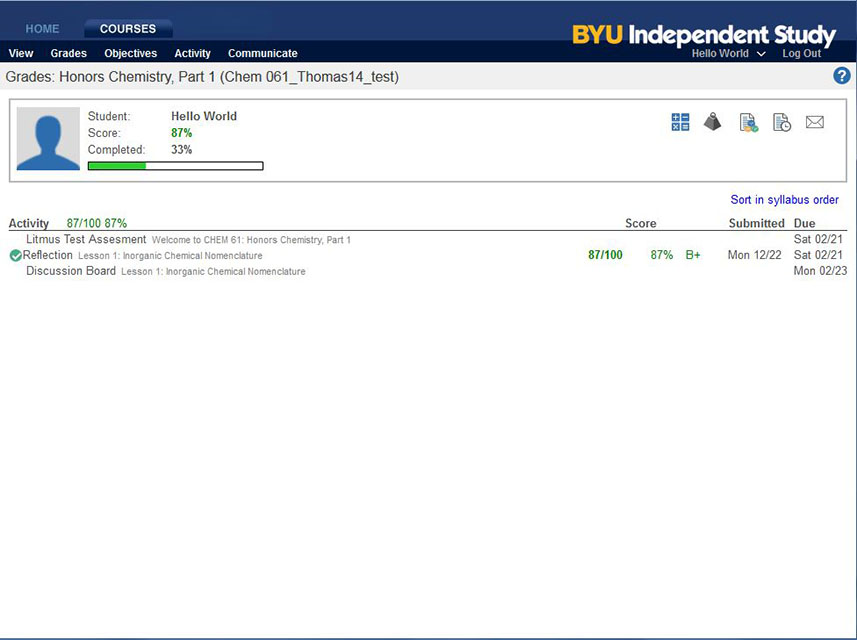 HOME COURSES
BYU Independent Study
View Grades Objectives Activity Communicate
Hello World Log Out
Grades: Honors Chemistry, Part 1 (Chem 061_Thomas14_test)
?
Student: Hello World
Score: 87%
Completed: 33%
Sort in syllabus order
Activity 87/100 87% Score Submitted Due
Litmus Test Assesment Welcome to CHEM 61: Honors Chemistry, Part 1 Sat 02/21
Reflection Lesson 1: Inorganic Chemical Nomenclature 87/100 87% B+ Mon 12/22 Sat 02/21
Discussion Board Lesson 1: Inorganic Chemical Nomenclature Mon 02/23